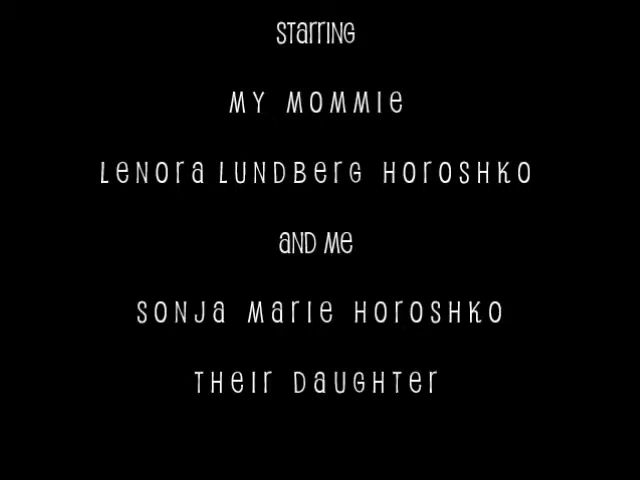 starring
MY MOMMIe
Lenora LUNDBerg HOROSHKO
AND Me
SONJa Marie HOROSHKO
THeir DaUGHTer